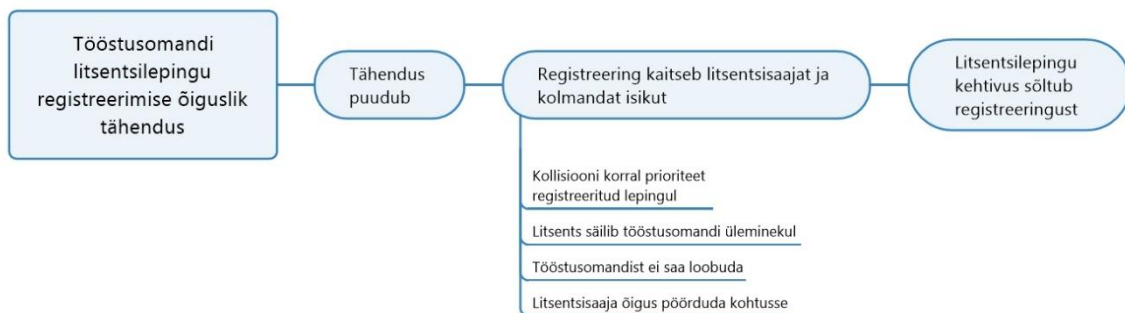 Tööstusomandi
litsentsilepingu
registreerimise õiguslik
tähendus
Tähendus
puudub
Registreering kaitseb litsentsisaajat ja
kolmandat isikut
Litsentsilepingu
kehtivus sõltub
registreeringust
Kollisiooni korral prioriteet
registreeritud lepingul
Litsents säilib tööstusomandi üleminekul
Tööstusomandist ei saa loobuda
Litsentsisaaja õigus pöörduda kohtusse